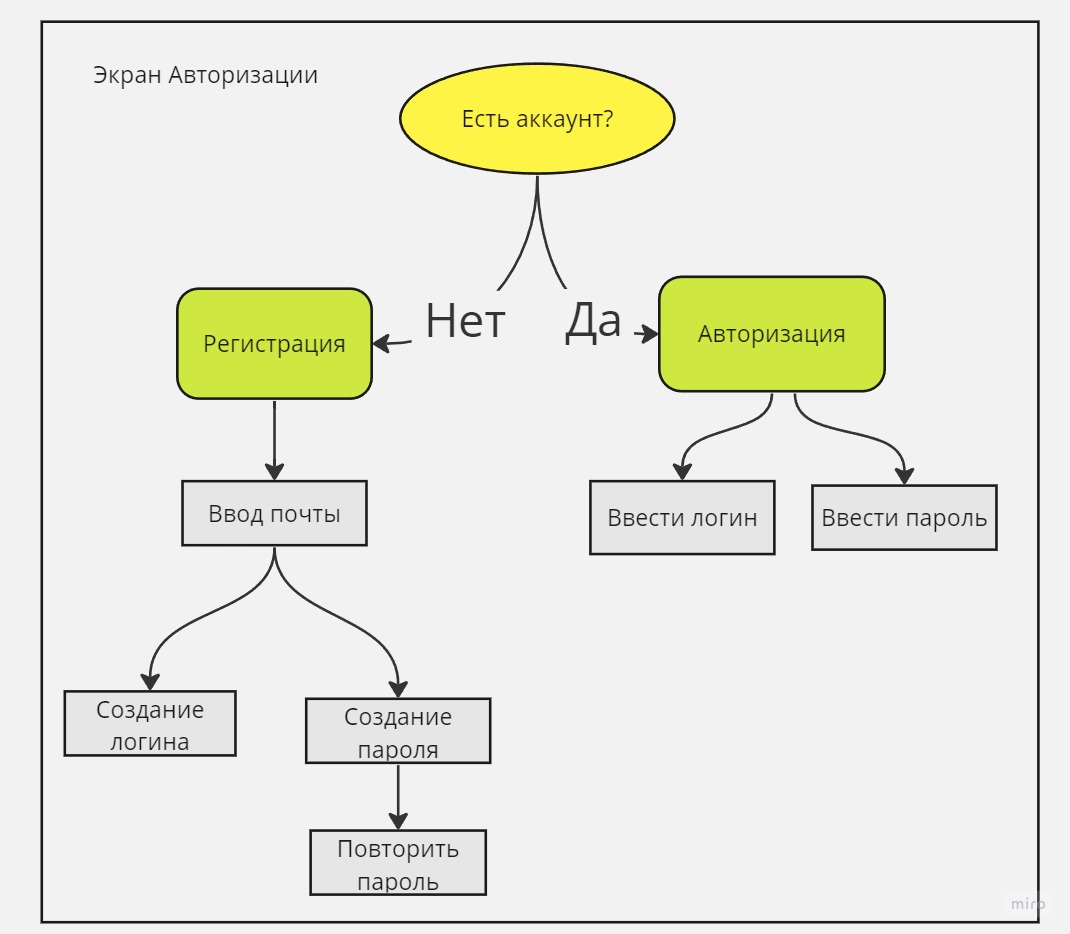 Экран Авторизации
Есть аккаунт?
Нет
Да
Регистрация
Авторизация
Ввод почты
Ввести логин
Ввести пароль
Создание
логина
Создание
пароля
Повторить
пароль
miro